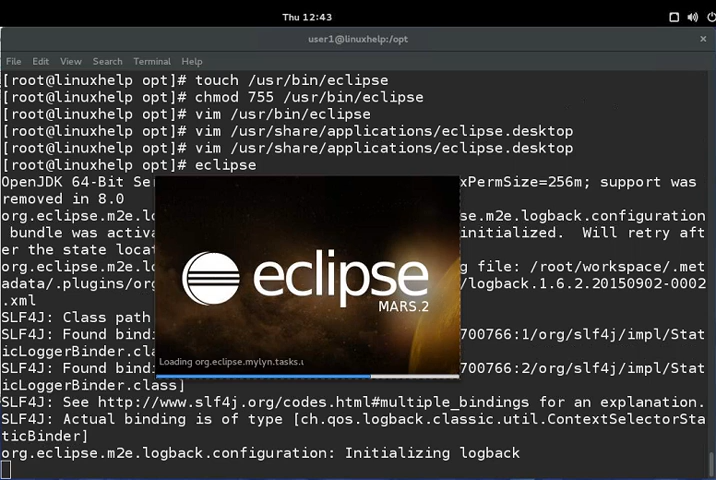 Thu 12:43
user1@linuxhelp:/opt
File Edit View Search Terminal Help
[root@linuxhelp opt]# touch /usr/bin/eclipse
[root@linuxhelp opt]# chmod 755 /usr/bin/eclipse
[root@linuxhelp opt]# vim /usr/bin/eclipse
[root@linuxhelp opt]# vim /usr/share/applications/eclipse.desktop
[root@linuxhelp opt]# vim /usr/share/applications/eclipse.desktop
[root@linuxhelp opt]# eclipse
OpenJDK 64-Bit Ser xPermSize=256m; support was
removed in 8.0
org.eclipse.m2e.lo se.m2e.logback.configuration
bundle was activa initialized. Will retry aft
er the state locat
org.eclipse.m2e.lo g file: /root/workspace/.met
adata/.plugins/org /logback.1.6.2.20150902-0002
.xml
SLF4J: Class path
SLF4J: Found bindi 700766:1/org/slf4j/impl/Stat
icLoggerBinder.cla
SLF4J: Found bindi 700766:2/org/slf4j/impl/Stat
icLoggerBinder.class]
SLF4J: See http://www.slf4j.org/codes.html#multiple_bindings for an explanation.
SLF4J: Actual binding is of type [ch.qos.logback.classic.util.ContextSelectorSta
ticBinder]
org.eclipse.m2e.logback.configuration: Initializing logback
eclipse
MARS.2
Loading org.eclipse.mylyn.tasks.u